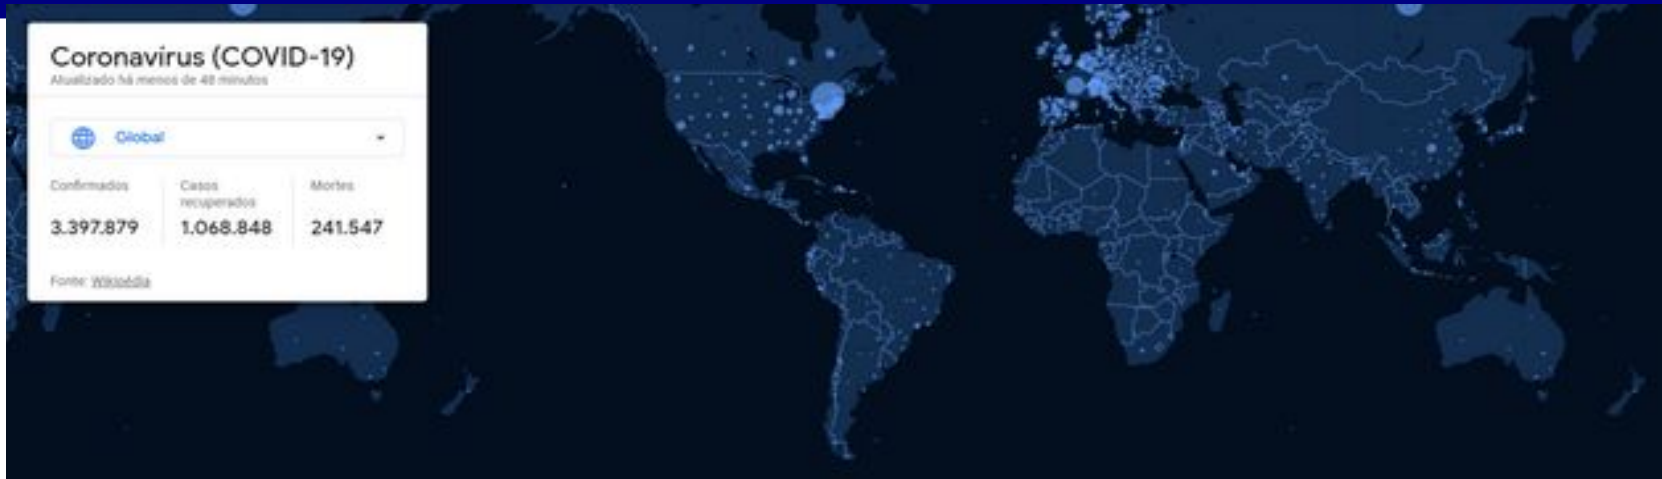 Coronavírus (COVID-19)
Atualizado há menos de 48 minutos
Global
Confirmados
3.397.879
Casos
recuperados
1.068.848
Mortes
241.547
Fonte: Wikipédia